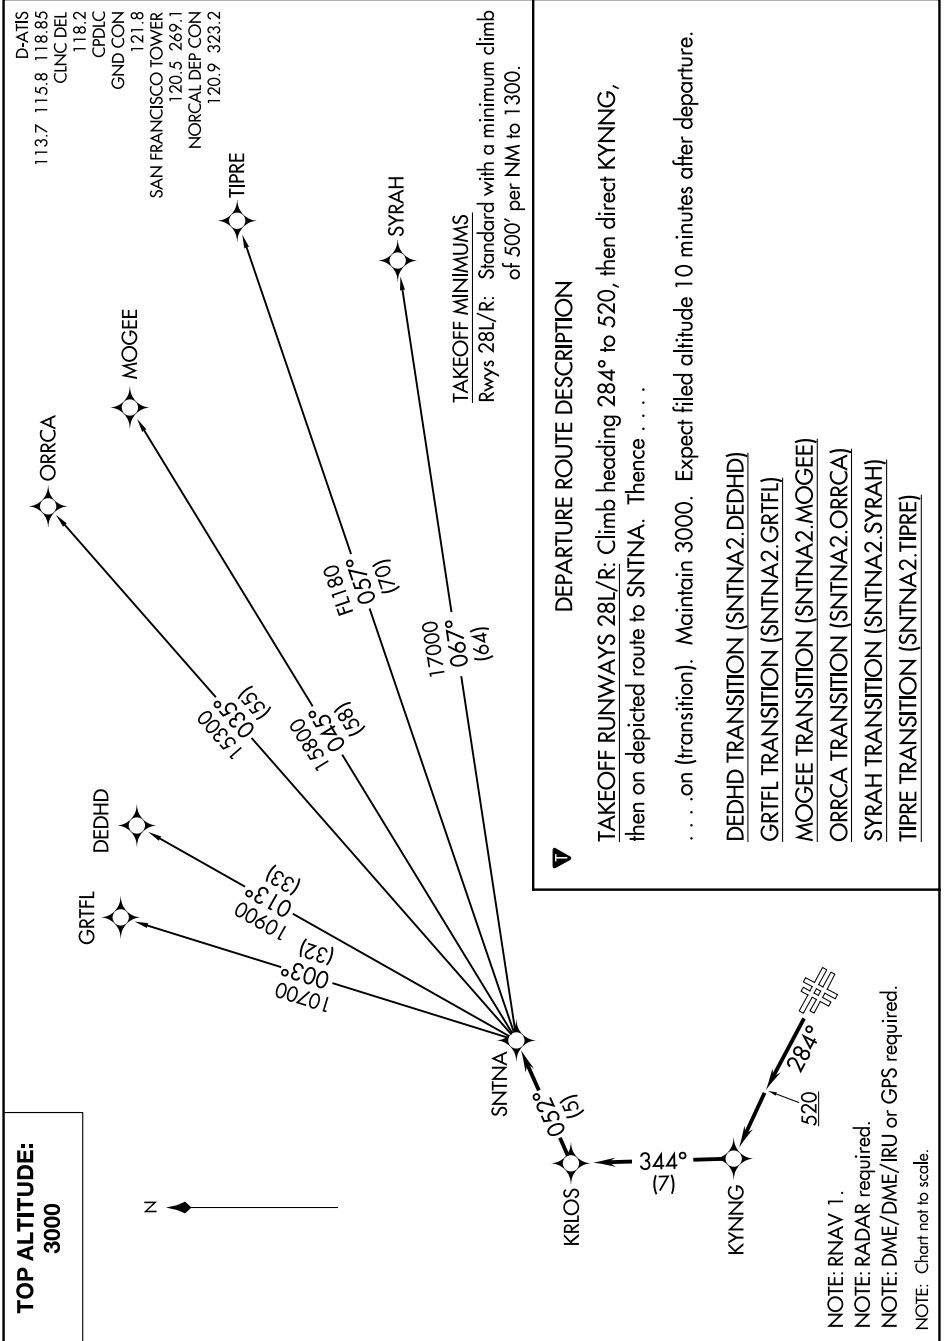 TOP ALTITUDE:
3000
D-ATIS
113.7 115.8 118.85
CLNC DEL
118.2
CPDLC
GND CON
121.8
SAN FRANCISCO TOWER
120.5 269.1
NORCAL DEP CON
120.9 323.2
N
GRTFL
DEDHD
ORRCA
MOGEE
TIPRE
SYRAH
10700
003°
(32)
10900
013°
(33)
15300
035°
(55)
15800
045°
(58)
FL180
057°
(70)
17000
067°
(64)
SNTNA
052°
(5)
KRLOS
344°
(7)
KYNNG
520
284°
TAKEOFF MINIMUMS
Rwys 28L/R: Standard with a minimum climb
of 500' per NM to 1300.
NOTE: RNAV 1.
NOTE: RADAR required.
NOTE: DME/DME/IRU or GPS required.
NOTE: Chart not to scale.
T
DEPARTURE ROUTE DESCRIPTION
TAKEOFF RUNWAYS 28L/R: Climb heading 284° to 520, then direct KYNNG,
then on depicted route to SNTNA. Thence . . . .
. . . .on (transition). Maintain 3000. Expect filed altitude 10 minutes after departure.
DEDHD TRANSITION (SNTNA2.DEDHD)
GRTFL TRANSITION (SNTNA2.GRTFL)
MOGEE TRANSITION (SNTNA2.MOGEE)
ORRCA TRANSITION (SNTNA2.ORRCA)
SYRAH TRANSITION (SNTNA2.SYRAH)
TIPRE TRANSITION (SNTNA2.TIPRE)